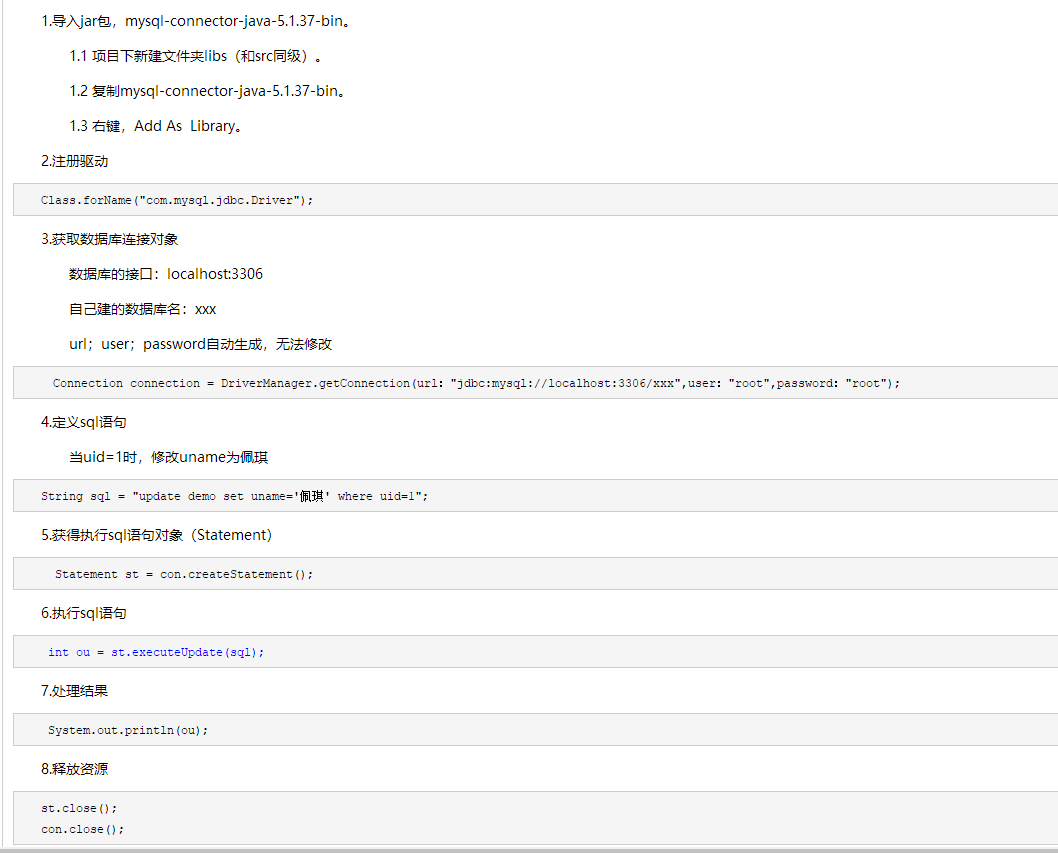 1.导入jar包，mysql-connector-java-5.1.37-bin。
1.1 项目下新建文件夹libs（和src同级）。
1.2 复制mysql-connector-java-5.1.37-bin。
1.3 右键，Add As  Library。
2.注册驱动
Class.forName("com.mysql.jdbc.Driver");
3.获取数据库连接对象
数据库的接口：localhost:3306
自己建的数据库名：xxx
url；user；password自动生成，无法修改
Connection connection = DriverManager.getConnection(url: "jdbc:mysql://localhost:3306/xxx",user: "root",password: "root");
4.定义sql语句
当uid=1时，修改uname为佩琪
String sql = "update demo set uname='佩琪' where uid=1";
5.获得执行sql语句对象（Statement）
Statement st = con.createStatement();
6.执行sql语句
int ou = st.executeUpdate(sql);
7.处理结果
System.out.println(ou);
8.释放资源
st.close();
con.close();